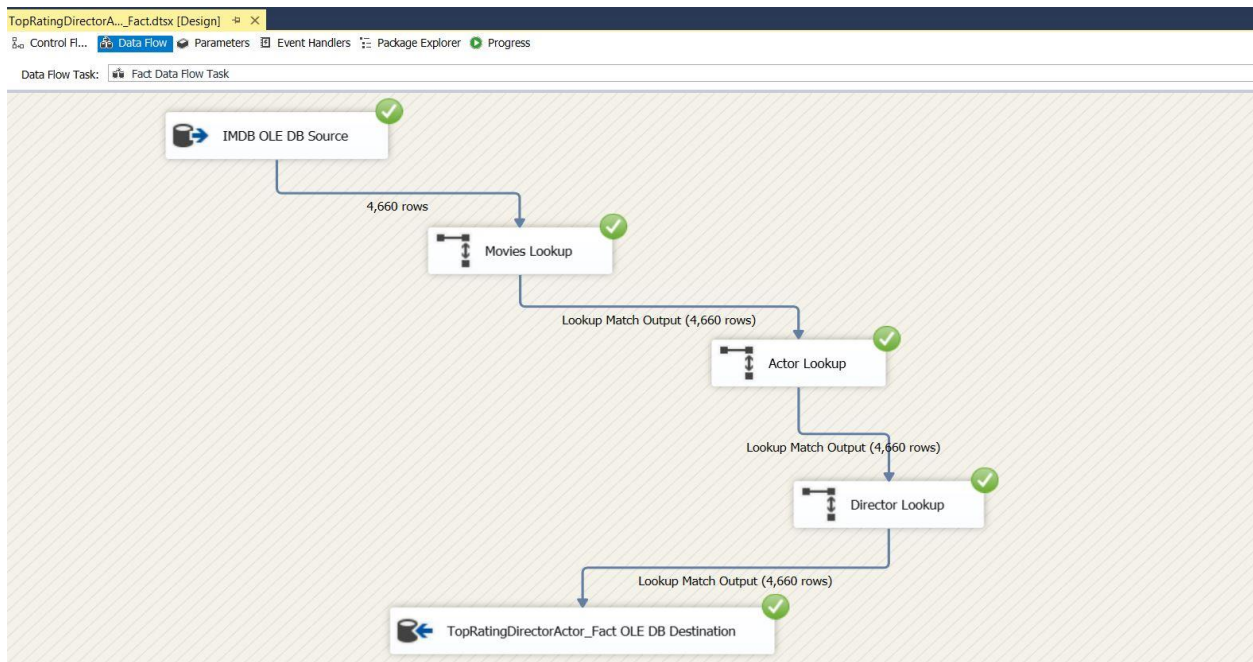 TopRatingDirectorA..._Fact.dtsx [Design]
Control Fl... Data Flow Parameters Event Handlers Package Explorer Progress
Data Flow Task: Fact Data Flow Task
IMDB OLE DB Source
4,660 rows
Movies Lookup
Lookup Match Output (4,660 rows)
Actor Lookup
Lookup Match Output (4,660 rows)
Director Lookup
Lookup Match Output (4,660 rows)
TopRatingDirectorActor_Fact OLE DB Destination